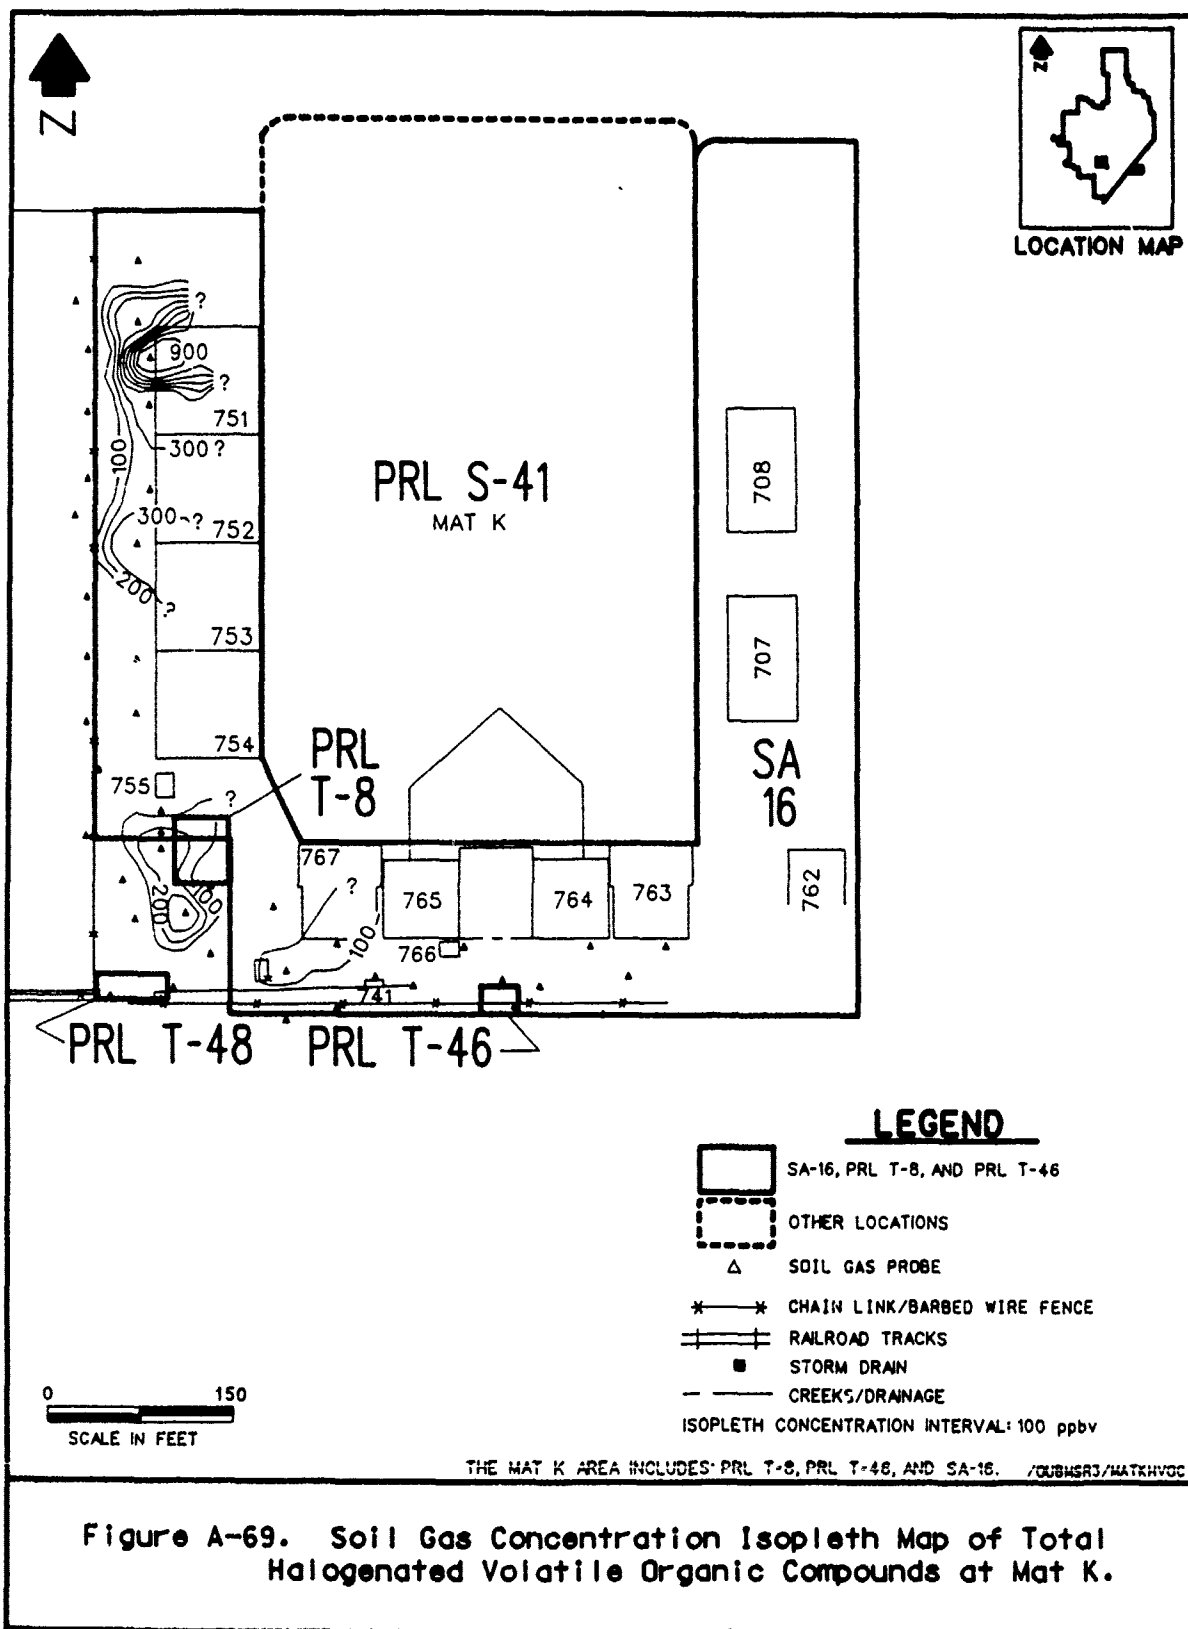 N
N
LOCATION MAP
?
900
?
751
100
300 ?
PRL S-41
MAT K
708
300 ?
752
200 ?
753
707
754
PRL
T-8
SA
16
755
?
767
?
200
100
765
764
763
762
100
766
741
PRL T-48
PRL T-46
LEGEND
SA-16, PRL T-8, AND PRL T-46
OTHER LOCATIONS
SOIL GAS PROBE
CHAIN LINK/BARBED WIRE FENCE
RAILROAD TRACKS
STORM DRAIN
CREEKS/DRAINAGE
ISOPLETH CONCENTRATION INTERVAL: 100 ppbv
0 150
SCALE IN FEET
THE MAT K AREA INCLUDES: PRL T-8, PRL T-46, AND SA-16.
Figure A-69. Soil Gas Concentration Isopleth Map of Total
Halogenated Volatile Organic Compounds at Mat K.